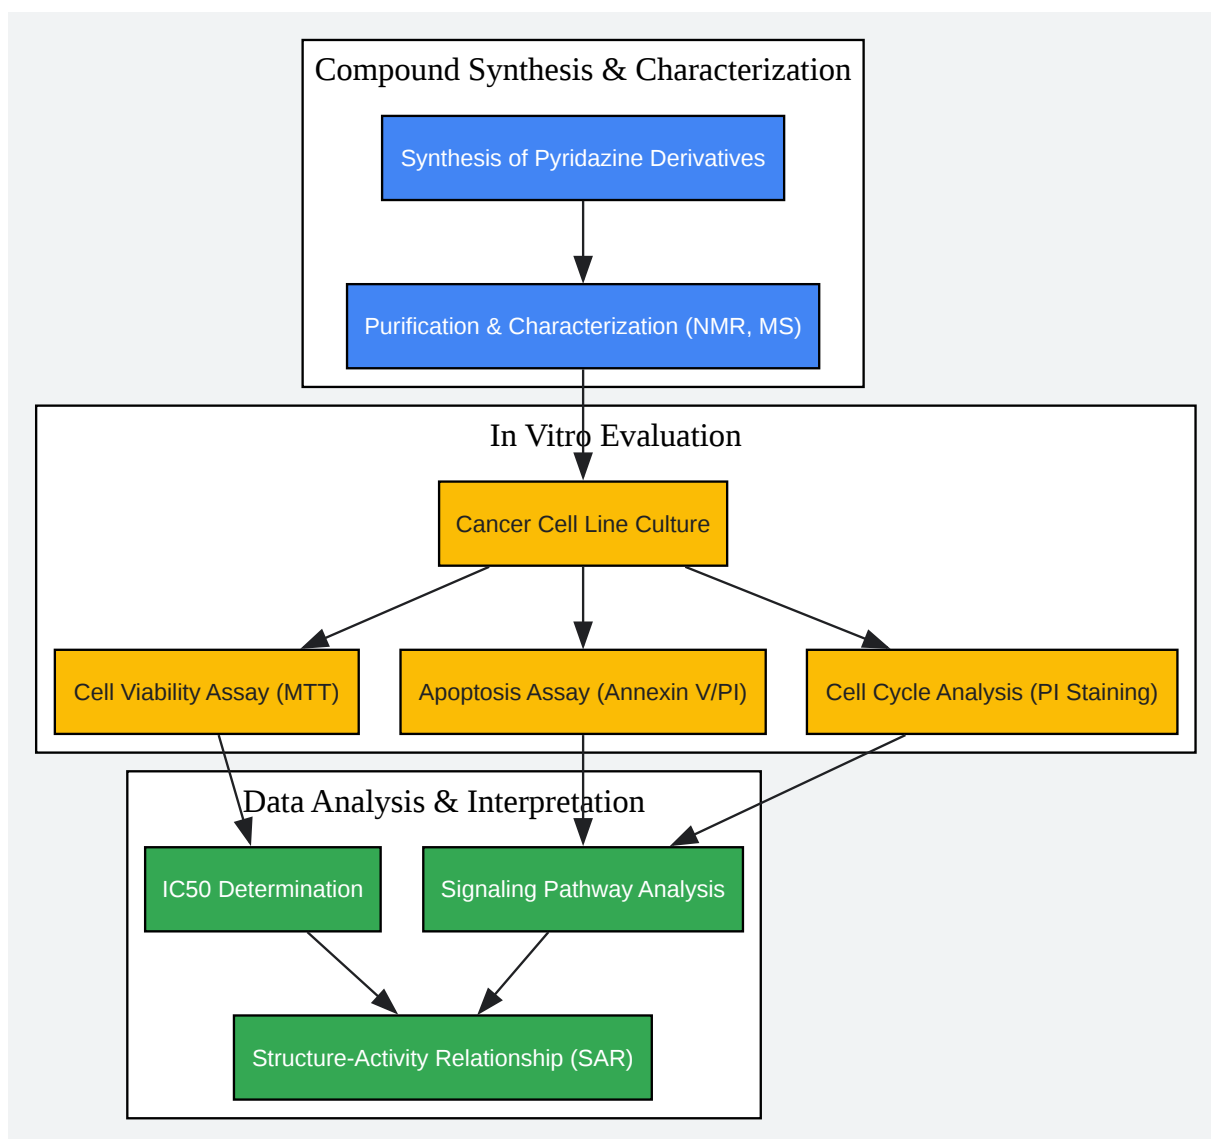 Compound Synthesis & Characterization
Synthesis of Pyridazine Derivatives
Purification & Characterization (NMR, MS)
In Vitro Evaluation
Cancer Cell Line Culture
Cell Viability Assay (MTT)
Apoptosis Assay (Annexin V/PI)
Cell Cycle Analysis (PI Staining)
Data Analysis & Interpretation
IC50 Determination
Signaling Pathway Analysis
Structure-Activity Relationship (SAR)